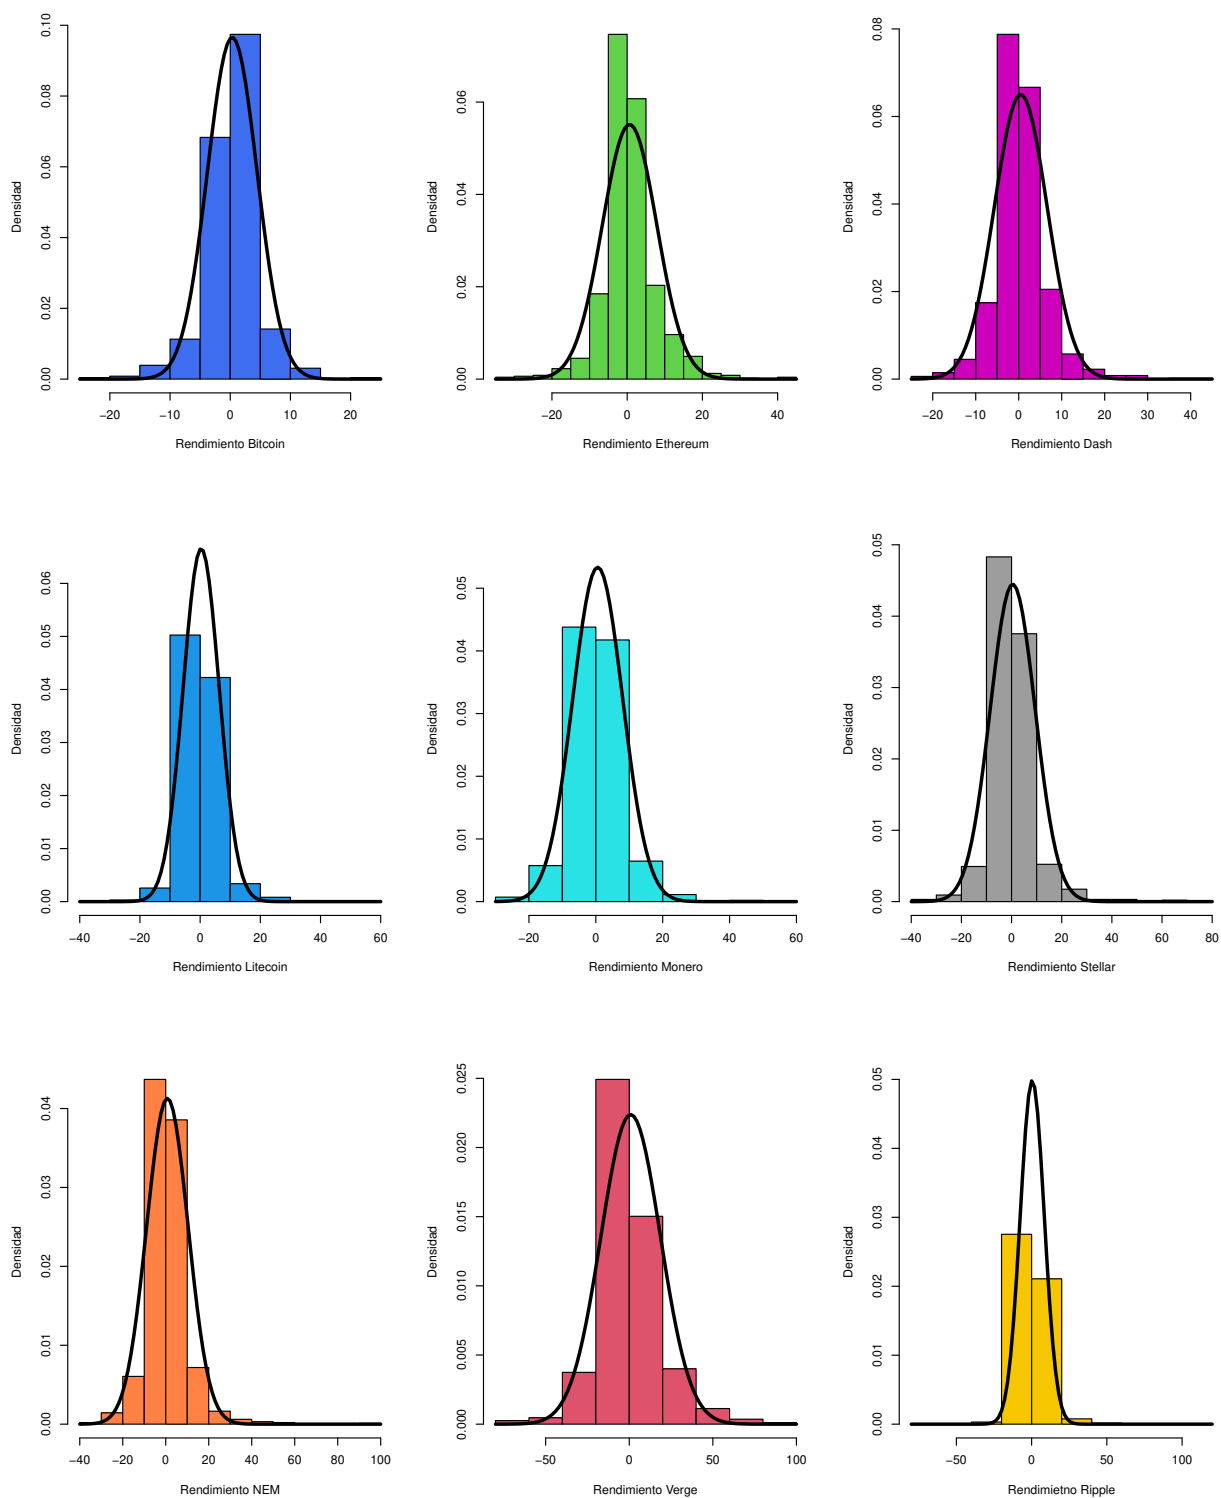 Densidad
0.00 0.02 0.04 0.06 0.08 0.10
−20 −10 0 10 20
Rendimiento Bitcoin
Densidad
0.00 0.02 0.04 0.06
−20 0 20 40
Rendimiento Ethereum
Densidad
0.00 0.02 0.04 0.06 0.08
−20 −10 0 10 20 30 40
Rendimiento Dash
Densidad
0.00 0.01 0.02 0.03 0.04 0.05 0.06
−40 −20 0 20 40 60
Rendimiento Litecoin
Densidad
0.00 0.01 0.02 0.03 0.04 0.05
−20 0 20 40 60
Rendimiento Monero
Densidad
0.00 0.01 0.02 0.03 0.04 0.05
−40 −20 0 20 40 60 80
Rendimiento Stellar
Densidad
0.00 0.01 0.02 0.03 0.04
−40 −20 0 20 40 60 80 100
Rendimiento NEM
Densidad
0.000 0.005 0.010 0.015 0.020 0.025
−50 0 50 100
Rendimiento Verge
Densidad
0.00 0.01 0.02 0.03 0.04 0.05
−50 0 50 100
Rendimietno Ripple